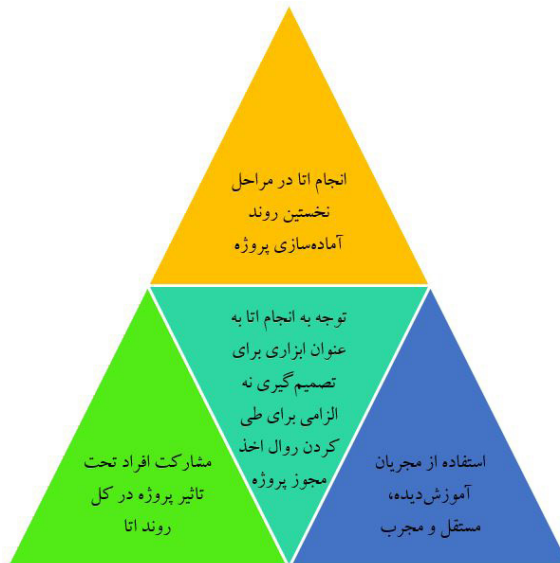 انجام اتا در مراحل
نخستین روند
آماده‌سازی پروژه
توجه به انجام اتا به
عنوان ابزاری برای
تصمیم‌گیری نه
الزامی برای طی
کردن روال اخذ
مجوز پروژه
استفاده از مجریان
آموزش‌دیده،
مستقل و مجرب
مشارکت افراد تحت
تاثیر پروژه در کل
روند اتا